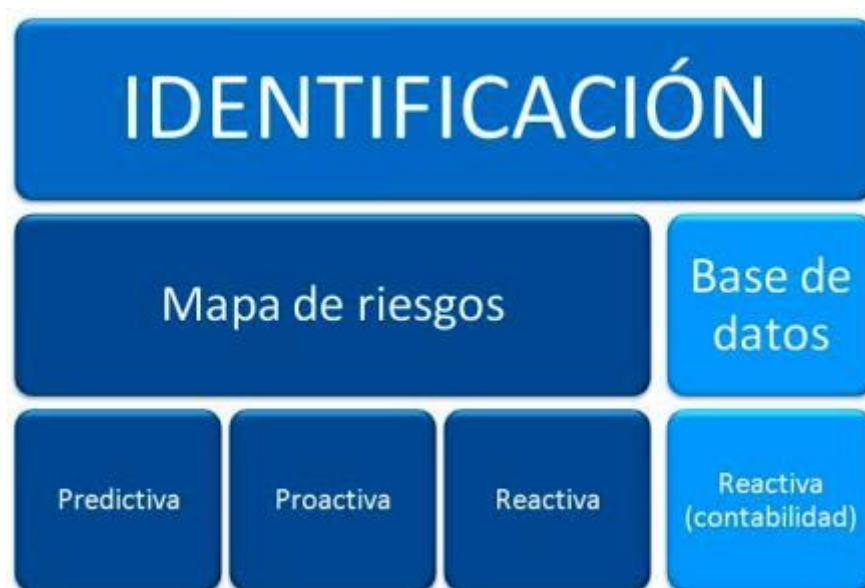 IDENTIFICACIÓN
Mapa de riesgos
Base de
datos
Predictiva
Proactiva
Reactiva
Reactiva
(contabilidad)